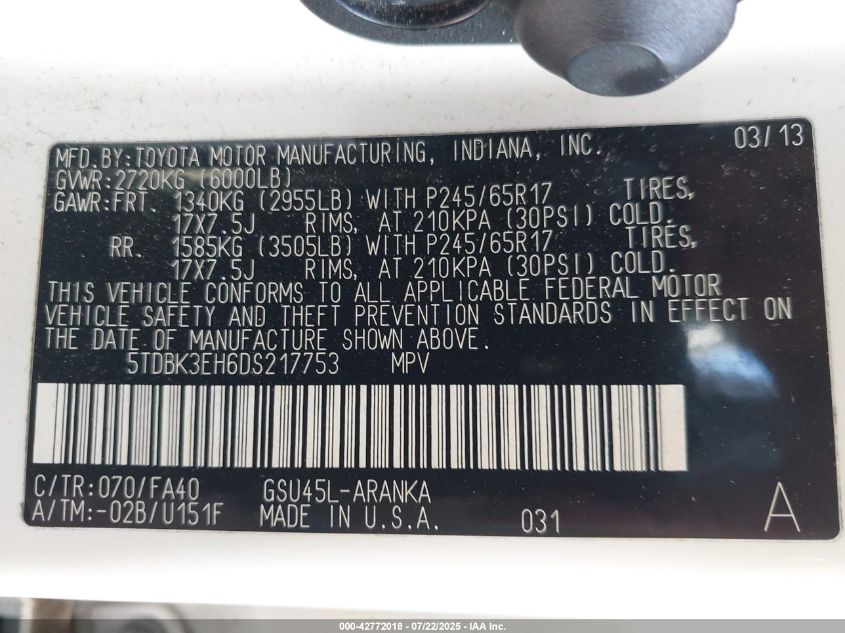 MFD.BY:TOYOTA MOTOR MANUFACTURING, INDIANA, INC. 03/13
GVWR:2720KG (6000LB)
GAWR:FRT. 1340KG (2955LB) WITH P245/65R17 TIRES,
17X7.5J RIMS, AT 210KPA (30PSI) COLD.
RR. 1585KG (3505LB) WITH P245/65R17 TIRES,
17X7.5J RIMS, AT 210KPA (30PSI) COLD.
THIS VEHICLE CONFORMS TO ALL APPLICABLE FEDERAL MOTOR
VEHICLE SAFETY AND THEFT PREVENTION STANDARDS IN EFFECT ON
THE DATE OF MANUFACTURE SHOWN ABOVE.
5TDBK3EH6DS217753 MPV
C/TR:070/FA40 GSU45L-ARANKA
A/TM:-02B/U151F MADE IN U.S.A. 031 A
000-42772018 - 07/22/2025 - IAA Inc.